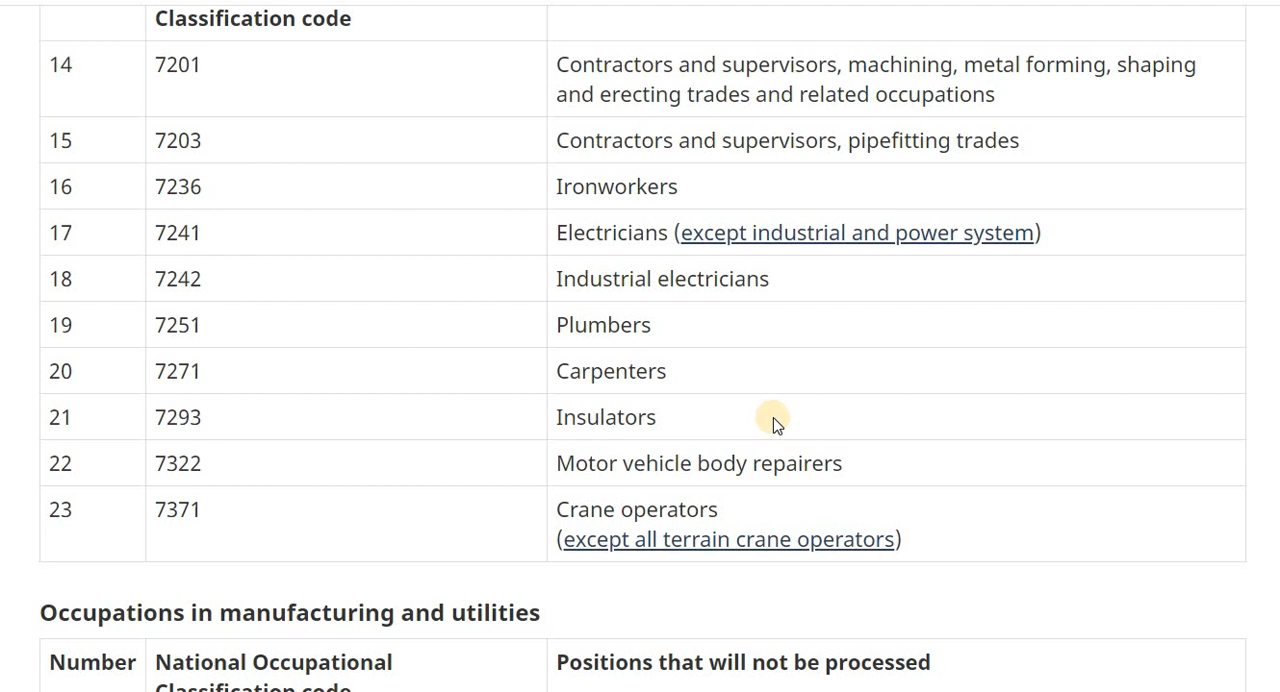 Classification code
14 7201 Contractors and supervisors, machining, metal forming, shaping
and erecting trades and related occupations
15 7203 Contractors and supervisors, pipefitting trades
16 7236 Ironworkers
17 7241 Electricians (except industrial and power system)
18 7242 Industrial electricians
19 7251 Plumbers
20 7271 Carpenters
21 7293 Insulators
22 7322 Motor vehicle body repairers
23 7371 Crane operators
(except all terrain crane operators)
Occupations in manufacturing and utilities
Number National Occupational Positions that will not be processed
Classification code